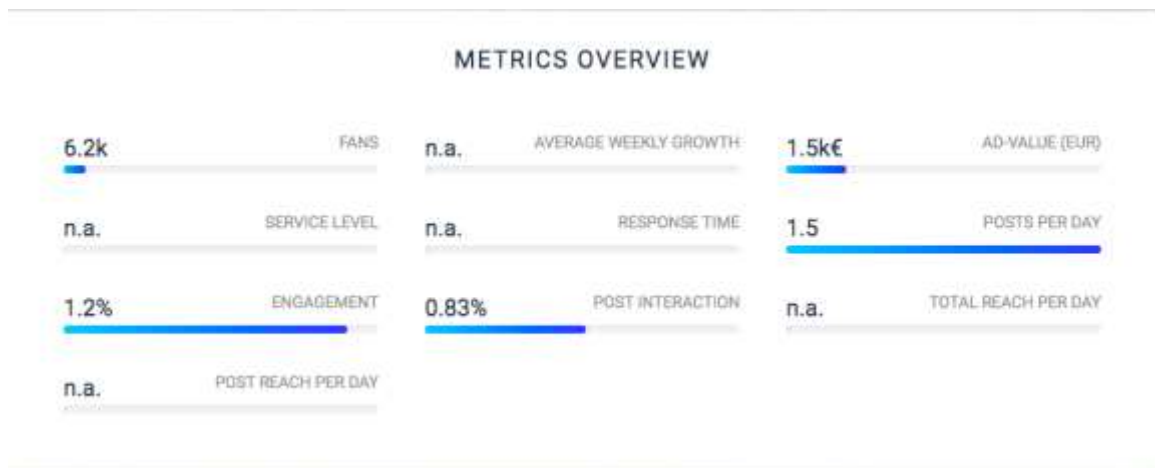 METRICS OVERVIEW
6.2k FANS
n.a. AVERAGE WEEKLY GROWTH
1.5k€ AD-VALUE (EUR)
n.a. SERVICE LEVEL
n.a. RESPONSE TIME
1.5 POSTS PER DAY
1.2% ENGAGEMENT
0.83% POST INTERACTION
n.a. TOTAL REACH PER DAY
n.a. POST REACH PER DAY